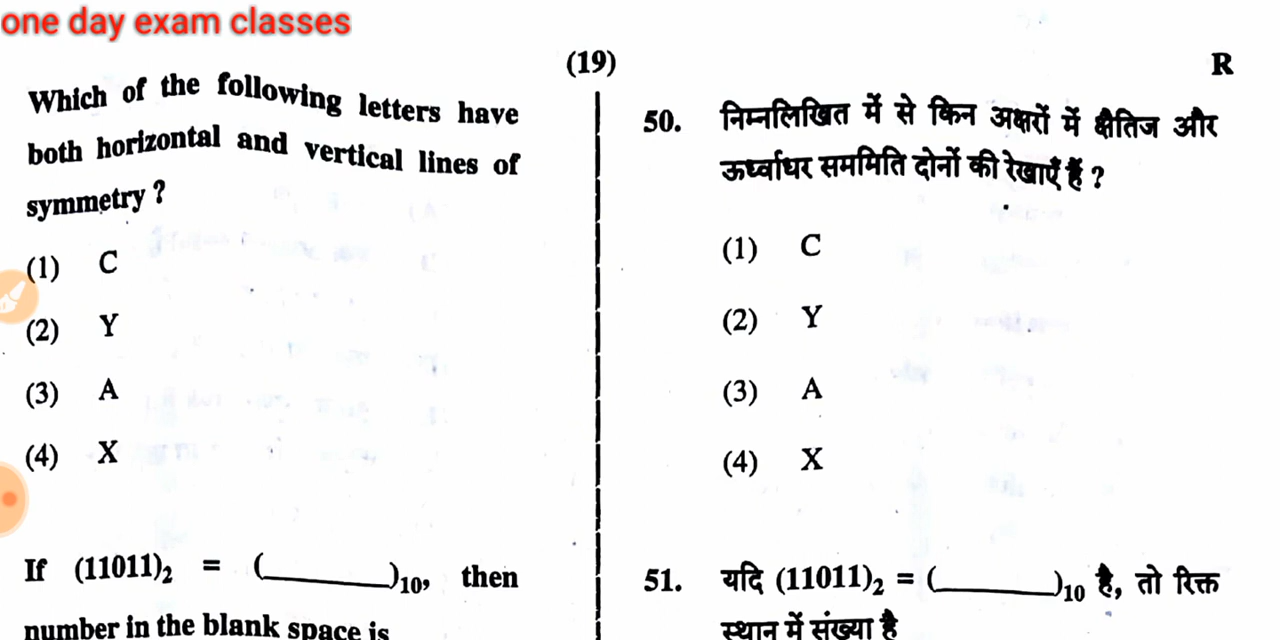 one day exam classes
(19)
R
Which of the following letters have
both horizontal and vertical lines of
symmetry ?
(1) C
(2) Y
(3) A
(4) X
If (11011)₂ = (________)₁₀, then
number in the blank space is
50. निम्नलिखित में से किन अक्षरों में क्षैतिज और
ऊर्ध्वाधर सममिति दोनों की रेखाएँ हैं ?
(1) C
(2) Y
(3) A
(4) X
51. यदि (11011)₂ = (________)₁₀ है, तो रिक्त
स्थान में संख्या है